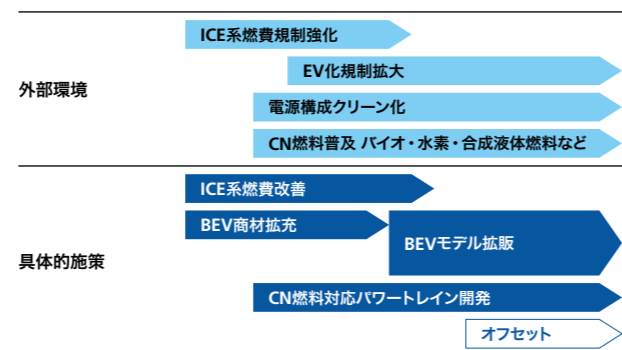 外部環境
ICE系燃費規制強化
EV化規制拡大
電源構成クリーン化
CN燃料普及 バイオ・水素・合成液体燃料など
具体的施策
ICE系燃費改善
BEV商材拡充
BEVモデル拡販
CN燃料対応パワートレイン開発
オフセット